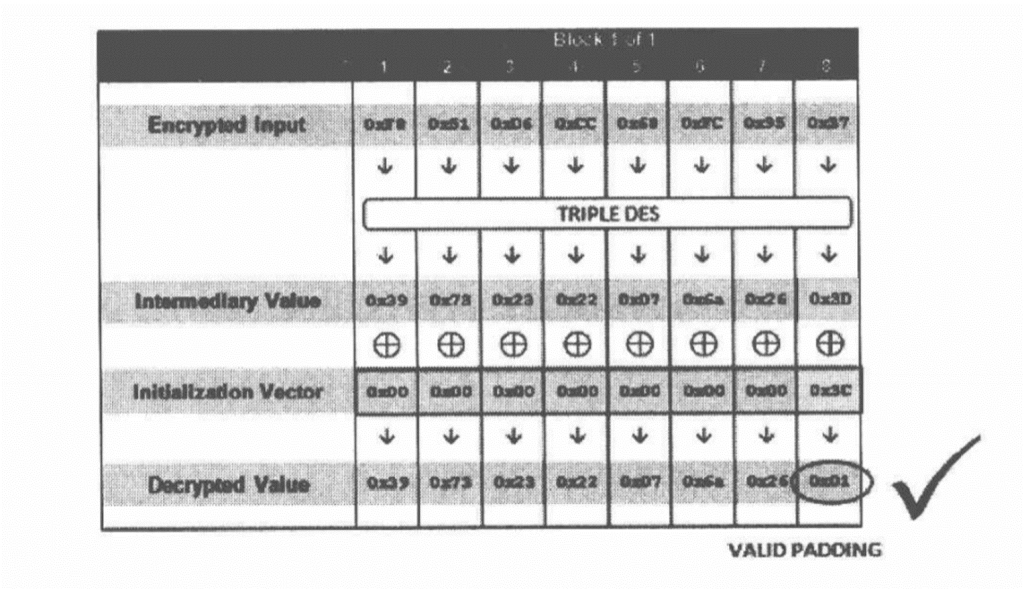 Block 1 of 1
1 2 3 4 5 6 7 8
Encrypted Input 0xF8 0x51 0xD6 0xCC 0x68 0xFC 0x95 0x37
TRIPLE DES
Intermediary Value 0x39 0x73 0x23 0x22 0x07 0x6a 0x26 0x3D
Initialization Vector 0x00 0x00 0x00 0x00 0x00 0x00 0x00 0x3C
Decrypted Value 0x39 0x73 0x23 0x22 0x07 0x6a 0x26 0x01
VALID PADDING